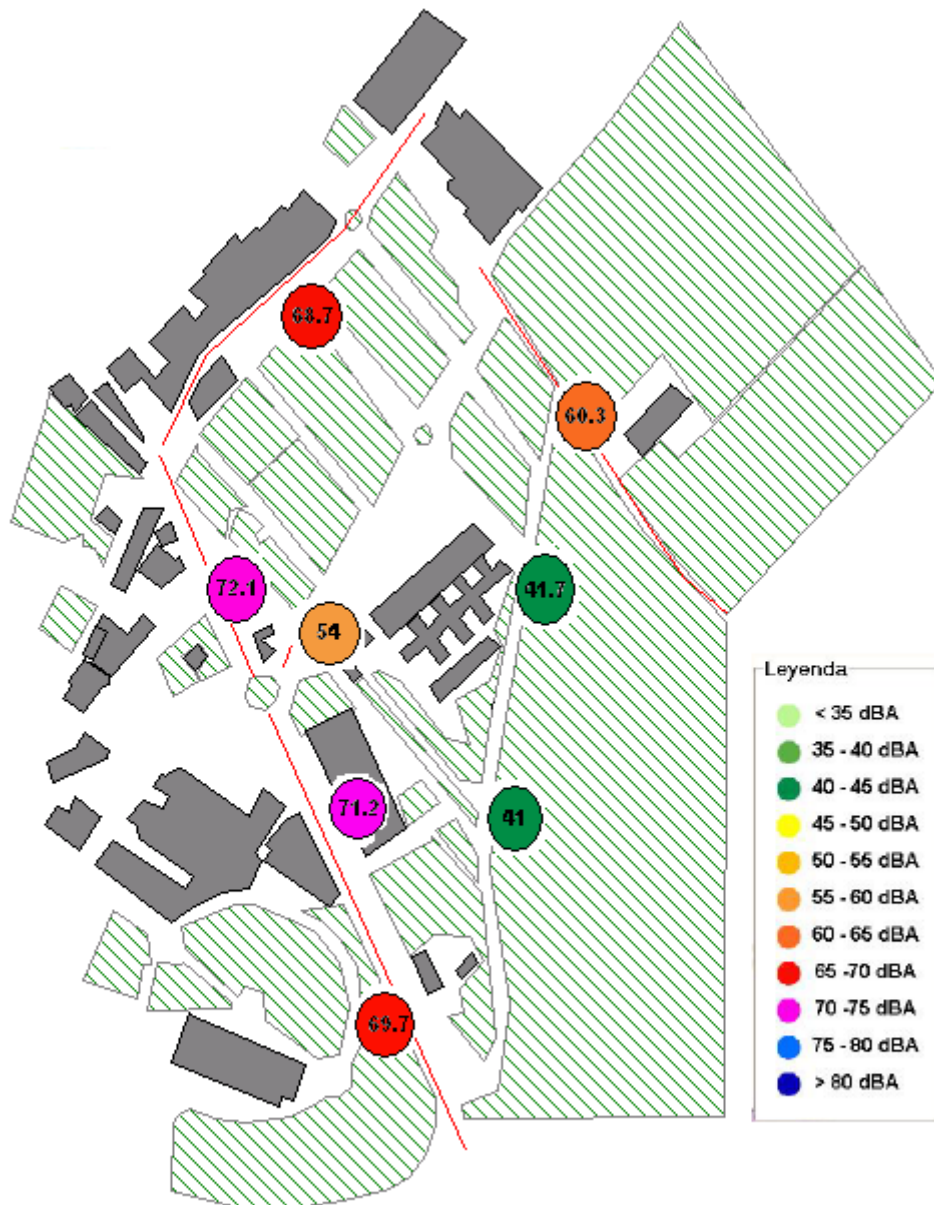 68.7
60.3
72.1
41.7
54
71.2
41
69.7
Leyenda
< 35 dBA
35 - 40 dBA
40 - 45 dBA
45 - 50 dBA
50 - 55 dBA
55 - 60 dBA
60 - 65 dBA
65 -70 dBA
70 -75 dBA
75 - 80 dBA
> 80 dBA